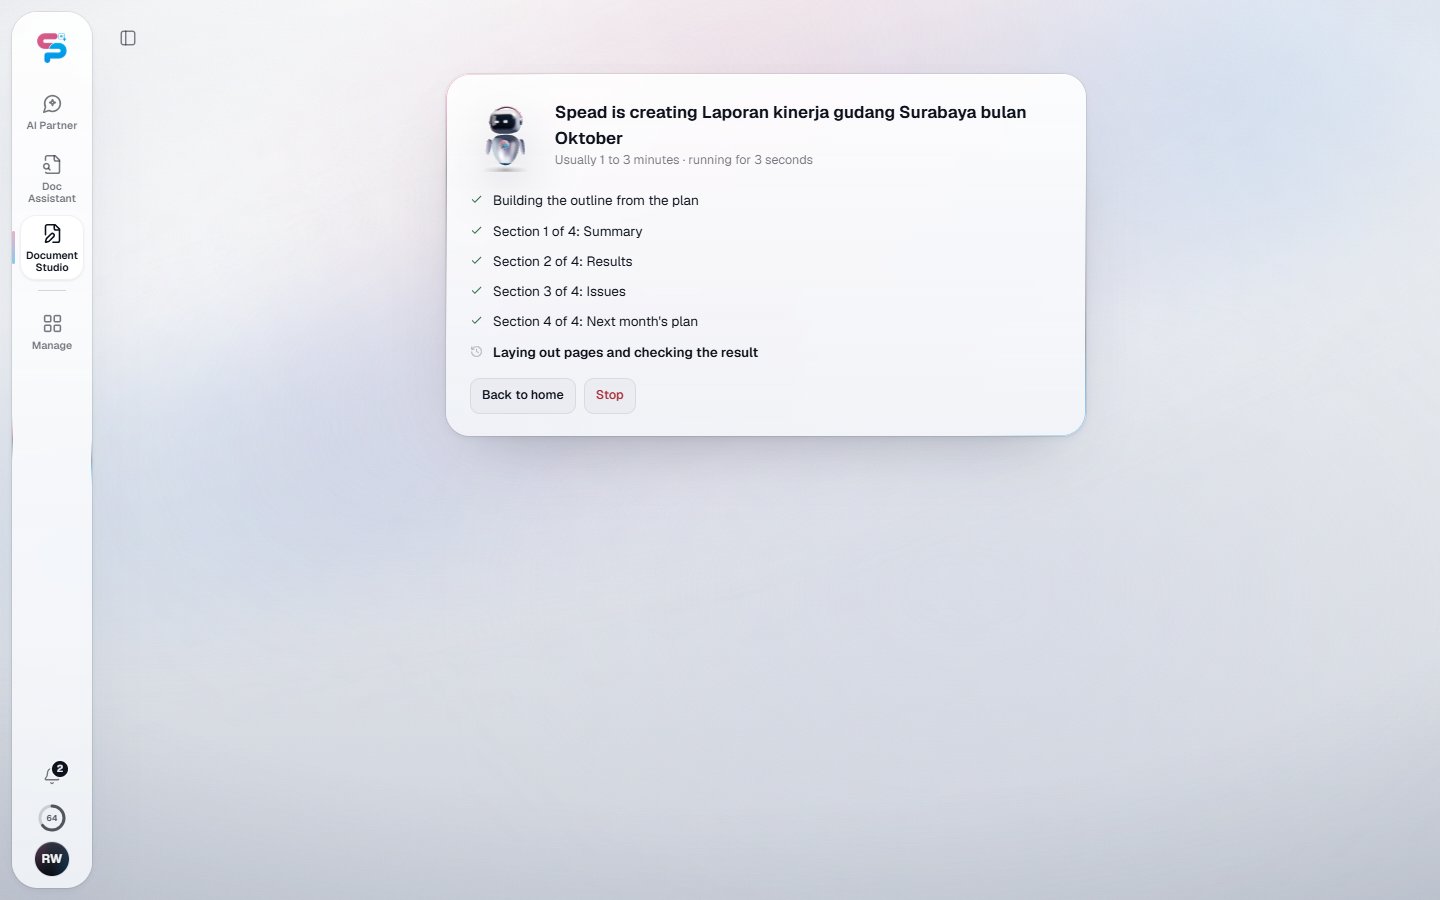 AI Partner
Doc
Assistant
Document
Studio
Manage
2
64
RW
Spead is creating Laporan kinerja gudang Surabaya bulan
Oktober
Usually 1 to 3 minutes · running for 3 seconds
Building the outline from the plan
Section 1 of 4: Summary
Section 2 of 4: Results
Section 3 of 4: Issues
Section 4 of 4: Next month's plan
Laying out pages and checking the result
Back to home
Stop